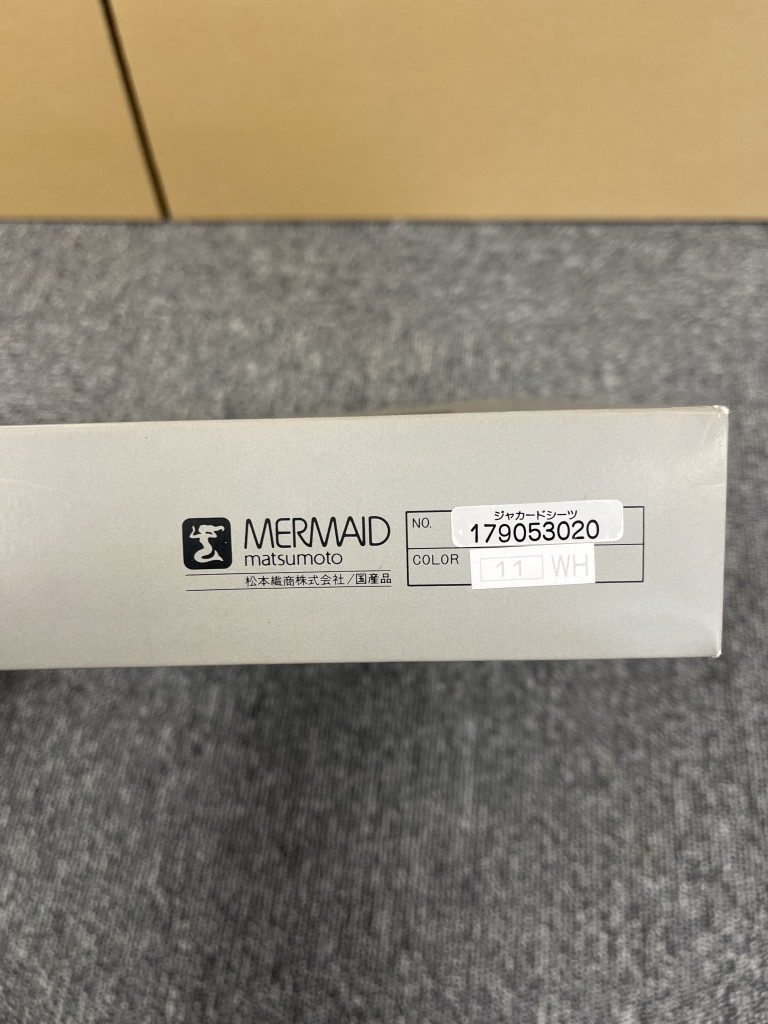 MERMAID
matsumoto
松本繊商株式会社/国産品
NO.
ジャカードシーツ
179053020
COLOR
11 WH